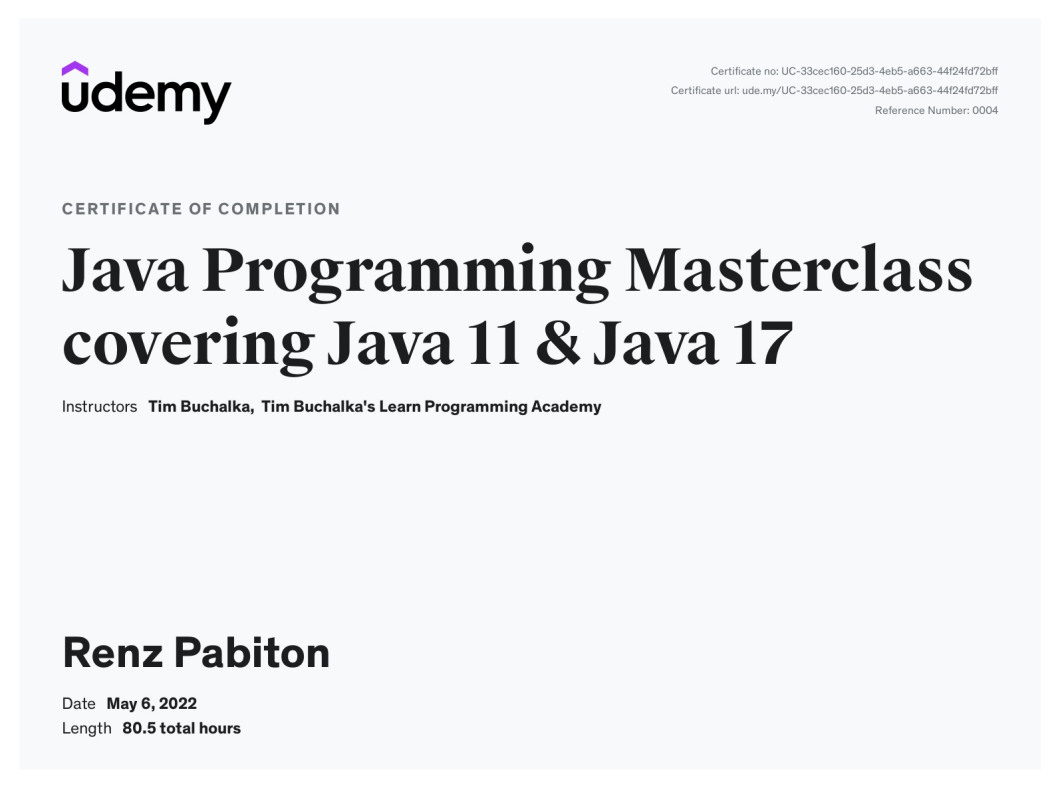 udemy
Certificate no: UC-33cec160-25d3-4eb5-a663-44f24fd72bff
Certificate url: ude.my/UC-33cec160-25d3-4eb5-a663-44f24fd72bff
Reference Number: 0004
CERTIFICATE OF COMPLETION
Java Programming Masterclass
covering Java 11 & Java 17
Instructors Tim Buchalka, Tim Buchalka's Learn Programming Academy
Renz Pabiton
Date May 6, 2022
Length 80.5 total hours